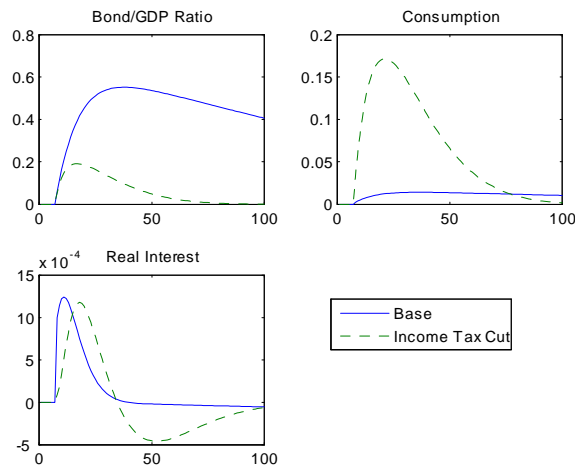 Bond/GDP Ratio
0.8
0.6
0.4
0.2
0
0 50 100
Consumption
0.2
0.15
0.1
0.05
0
0 50 100
Real Interest
x 10-4
15
10
5
0
-5
0 50 100
Base
Income Tax Cut